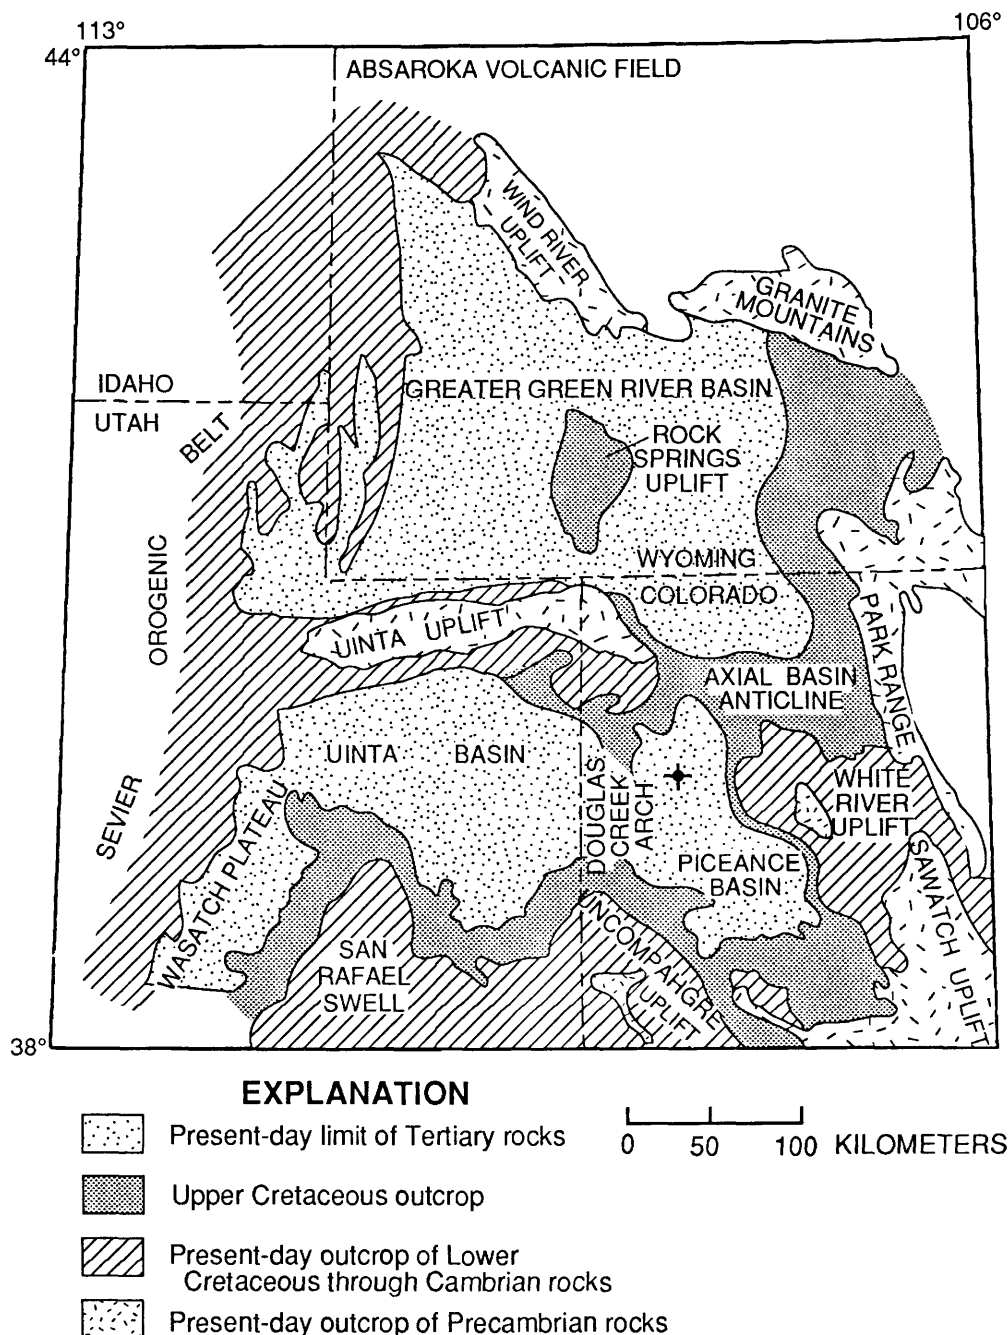 113°
106°
44°
ABSAROKA VOLCANIC FIELD
WIND RIVER
UPLIFT
GRANITE
MOUNTAINS
IDAHO
UTAH
GREATER GREEN RIVER BASIN
BELT
ROCK
SPRINGS
UPLIFT
OROGENIC
WYOMING
COLORADO
UINTA UPLIFT
PARK RANGE
AXIAL BASIN
ANTICLINE
UINTA BASIN
SEVIER
WASATCH PLATEAU
DOUGLAS
CREEK
ARCH
WHITE
RIVER
UPLIFT
PICEANCE
BASIN
SAWATCH UPLIFT
SAN
RAFAEL
SWELL
UNCOMPAHGRE
UPLIFT
38°
EXPLANATION
Present-day limit of Tertiary rocks
0 50 100 KILOMETERS
Upper Cretaceous outcrop
Present-day outcrop of Lower
Cretaceous through Cambrian rocks
Present-day outcrop of Precambrian rocks